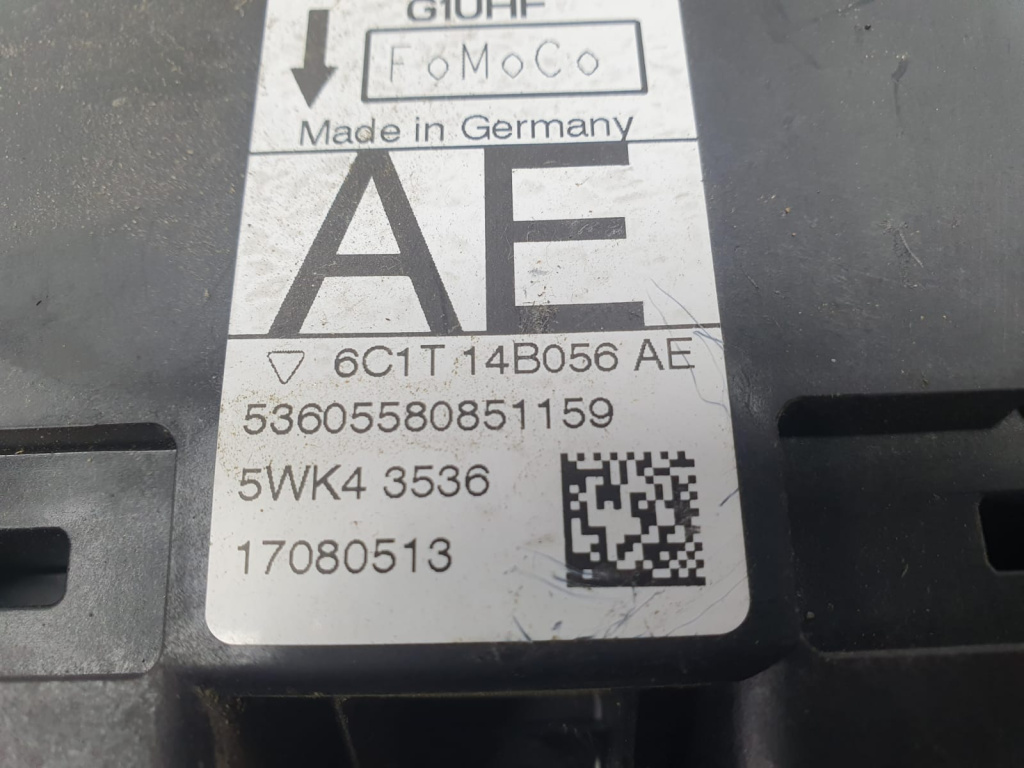 G10HF
FoMoCo
Made in Germany
AE
6C1T 14B056 AE
53605580851159
5WK4 3536
17080513